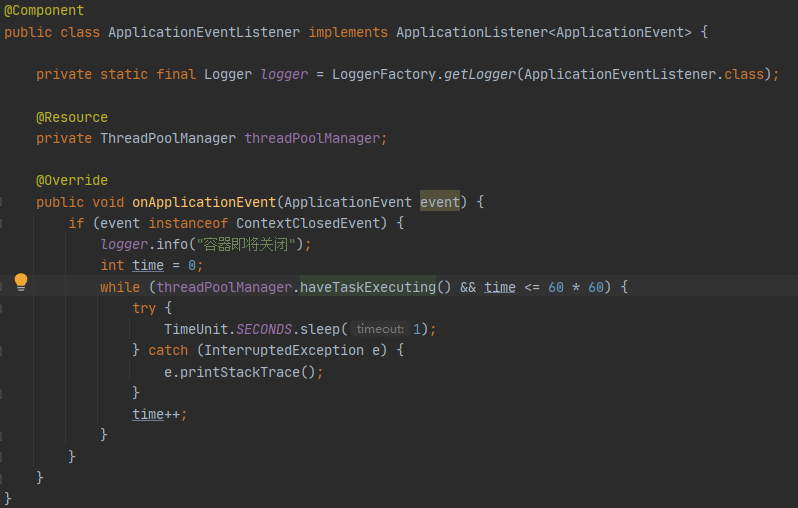 @Component
public class ApplicationEventListener implements ApplicationListener<ApplicationEvent> {
private static final Logger logger = LoggerFactory.getLogger(ApplicationEventListener.class);
@Resource
private ThreadPoolManager threadPoolManager;
@Override
public void onApplicationEvent(ApplicationEvent event) {
if (event instanceof ContextClosedEvent) {
logger.info("容器即将关闭");
int time = 0;
while (threadPoolManager.haveTaskExecuting() && time <= 60 * 60) {
try {
TimeUnit.SECONDS.sleep( timeout: 1);
} catch (InterruptedException e) {
e.printStackTrace();
}
time++;
}
}
}
}